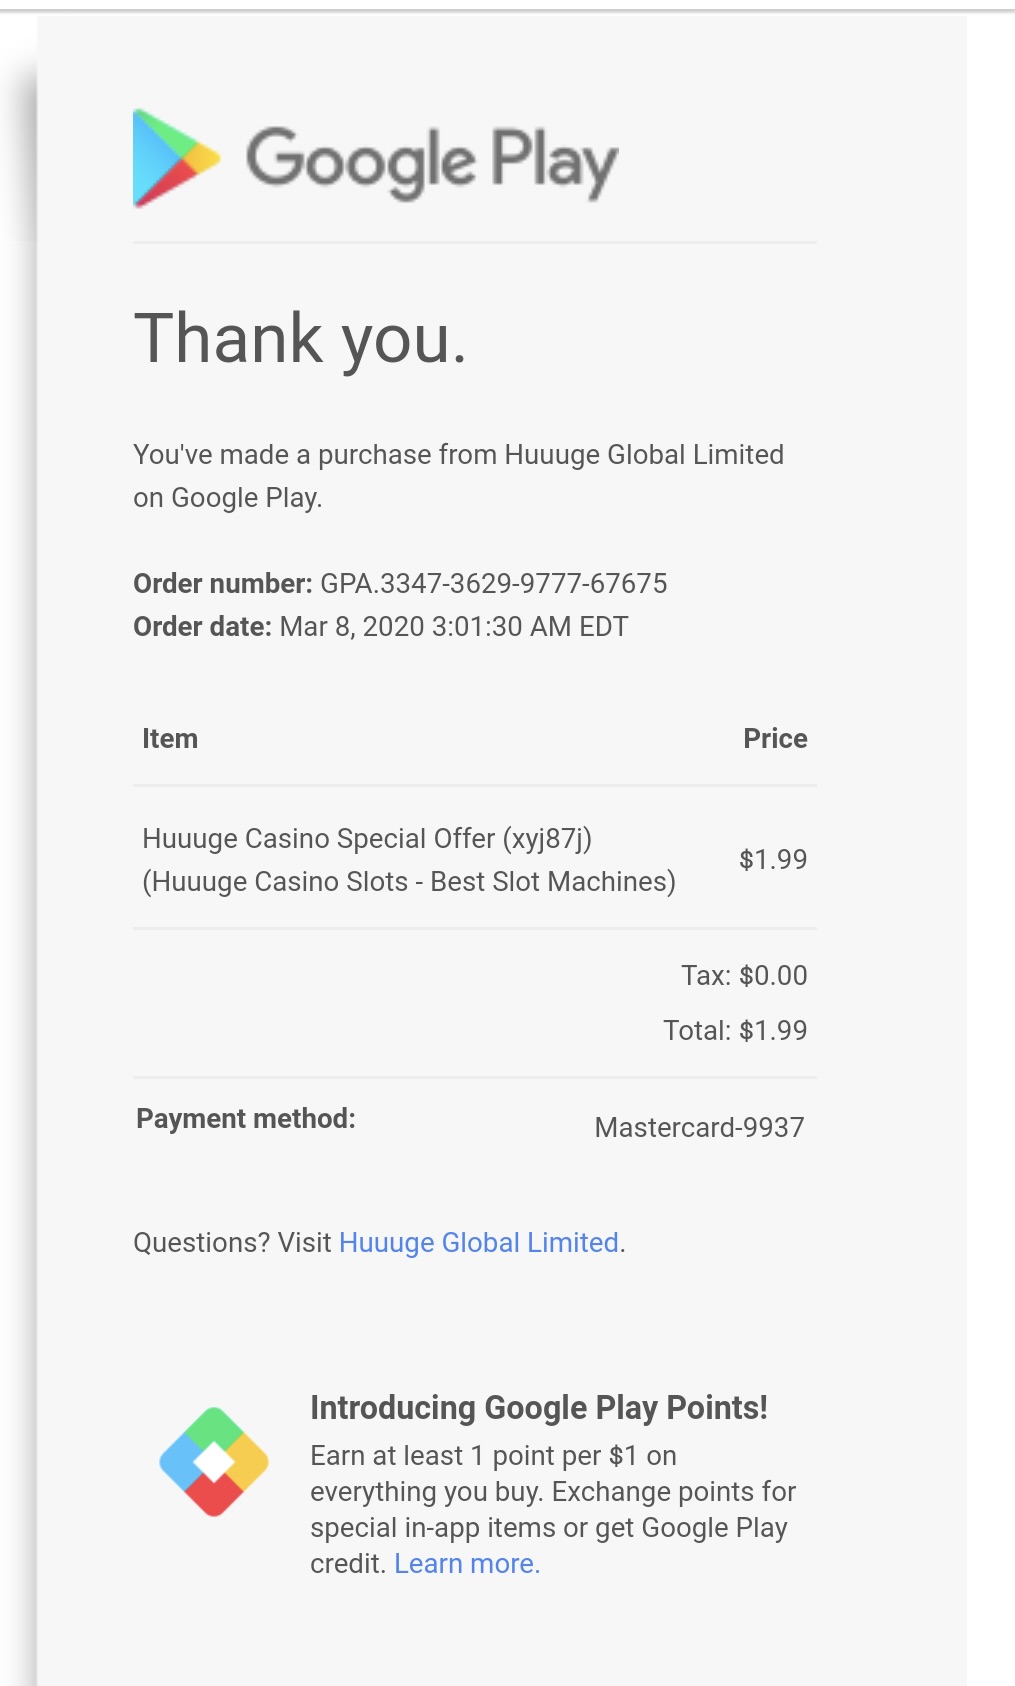 Google Play
Thank you.
You've made a purchase from Huuuge Global Limited
on Google Play.
Order number: GPA.3347-3629-9777-67675
Order date: Mar 8, 2020 3:01:30 AM EDT
Item Price
Huuuge Casino Special Offer (xyj87j)
(Huuuge Casino Slots - Best Slot Machines)
$1.99
Tax: $0.00
Total: $1.99
Payment method:
Mastercard-9937
Questions? Visit Huuuge Global Limited.
Introducing Google Play Points!
Earn at least 1 point per $1 on
everything you buy. Exchange points for
special in-app items or get Google Play
credit. Learn more.